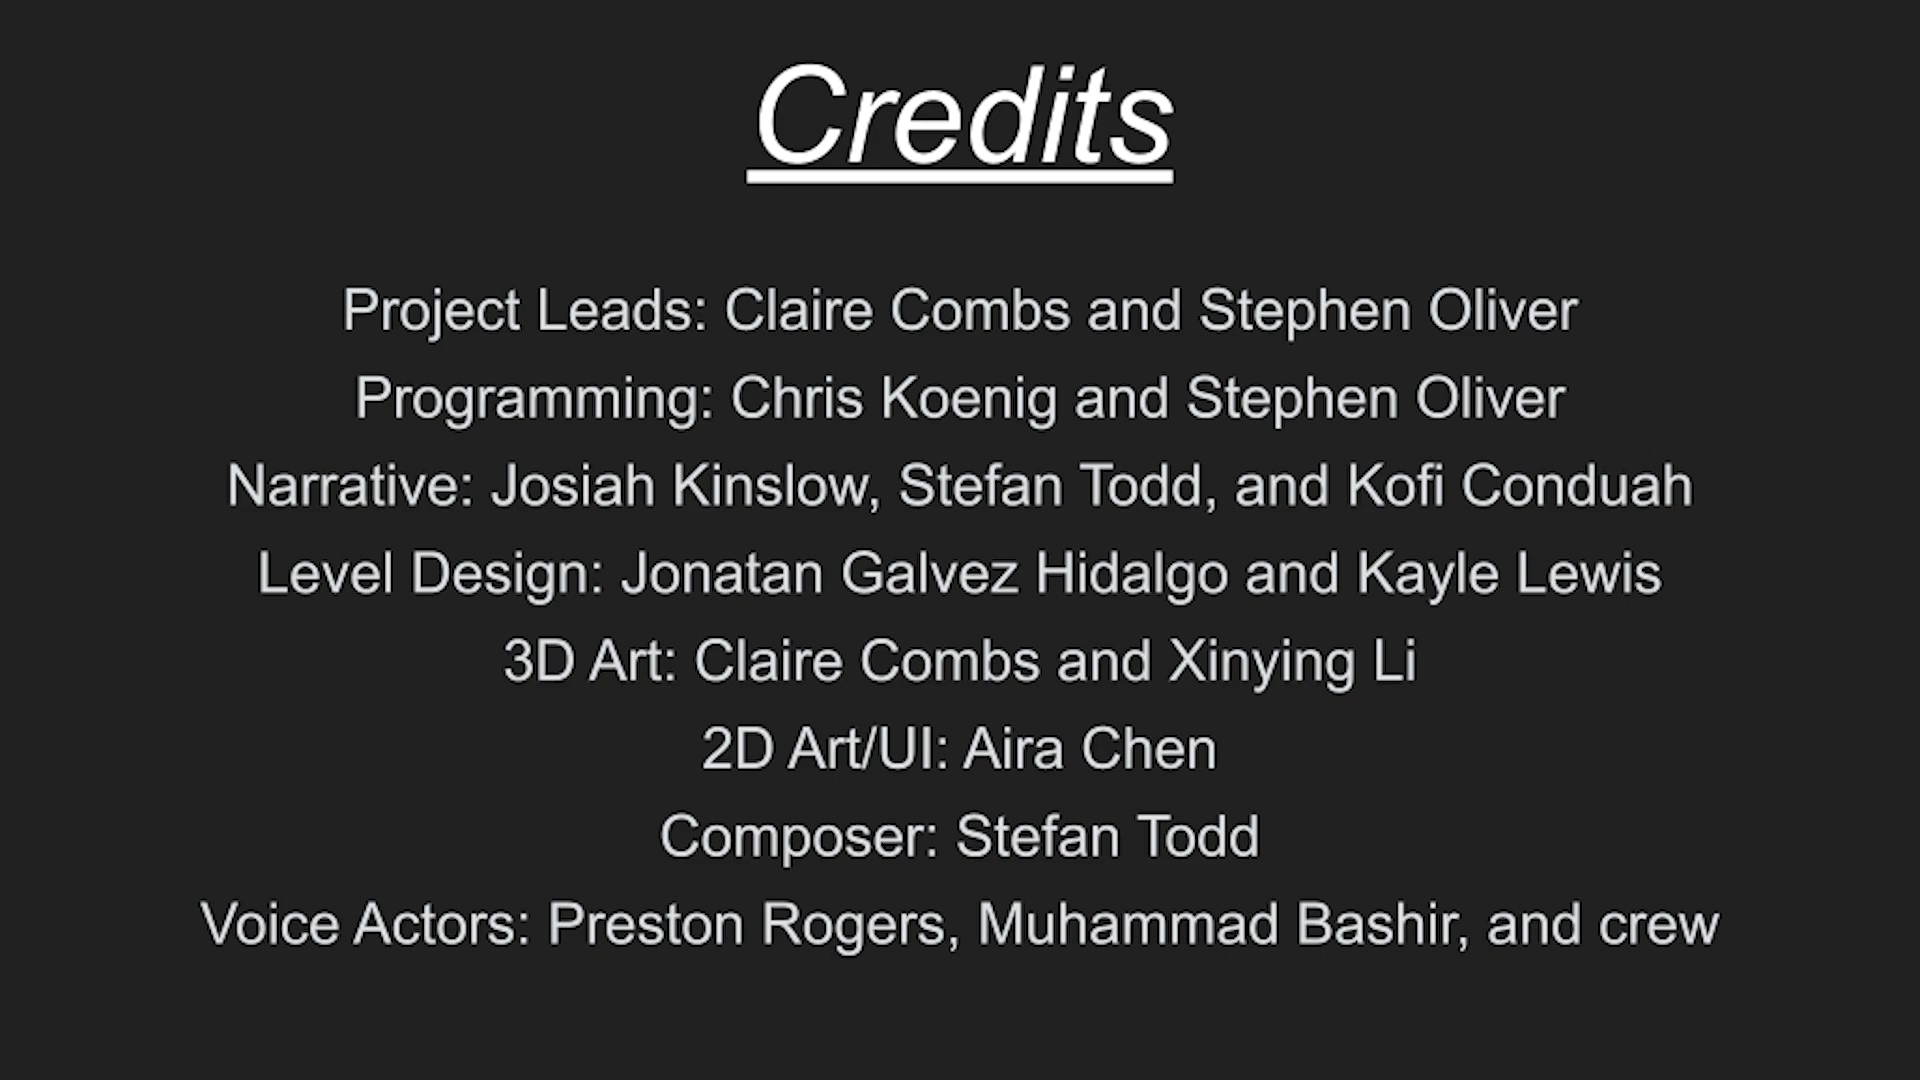 Credits
Project Leads: Claire Combs and Stephen Oliver
Programming: Chris Koenig and Stephen Oliver
Narrative: Josiah Kinslow, Stefan Todd, and Kofi Conduah
Level Design: Jonatan Galvez Hidalgo and Kayle Lewis
3D Art: Claire Combs and Xinying Li
2D Art/UI: Aira Chen
Composer: Stefan Todd
Voice Actors: Preston Rogers, Muhammad Bashir, and crew